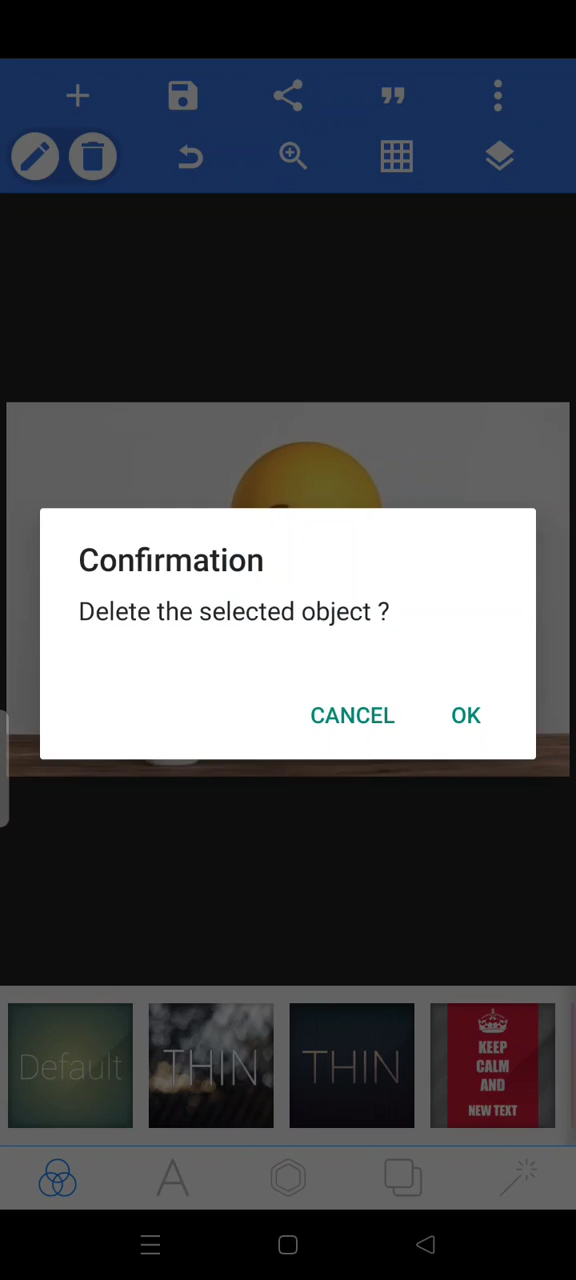 Confirmation
Delete the selected object ?
CANCEL OK
Default
THIN
THIN
KEEP
CALM
AND
NEW TEXT